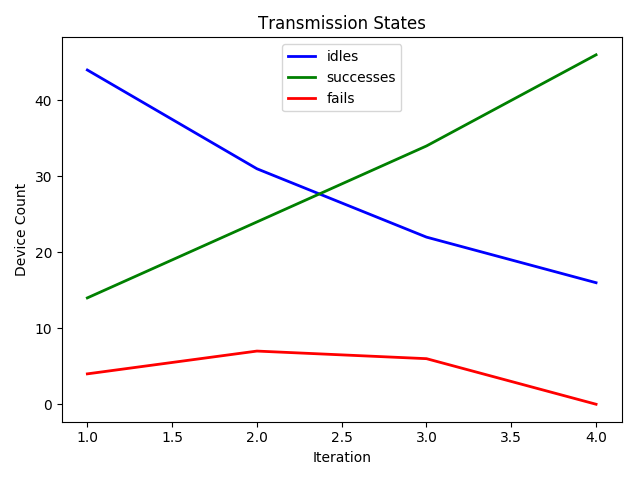 Transmission States
idles
successes
fails
Device Count
40
30
20
10
0
1.0 1.5 2.0 2.5 3.0 3.5 4.0
Iteration